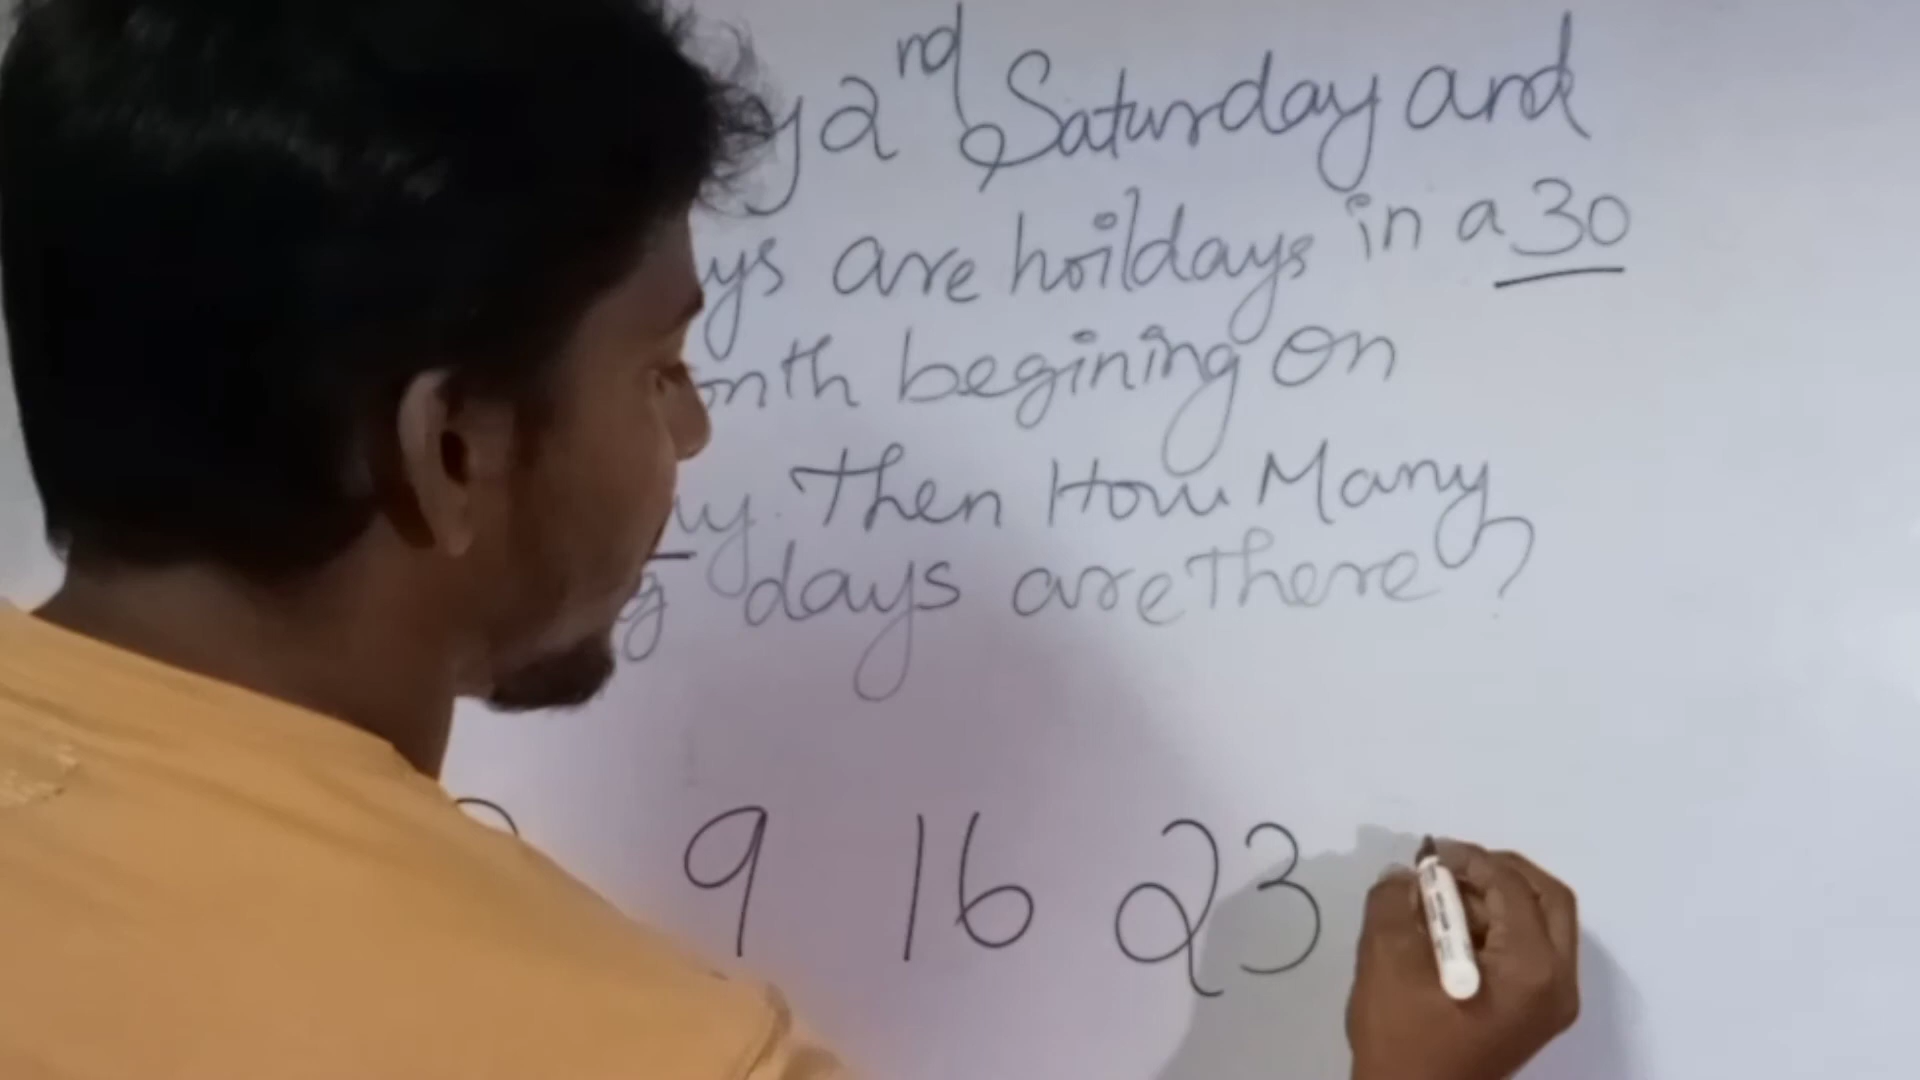 y 2rd Saturday and
ys are hoildays in a 30
onth begining on
y. Then How Many
g days are there?
9 16 23